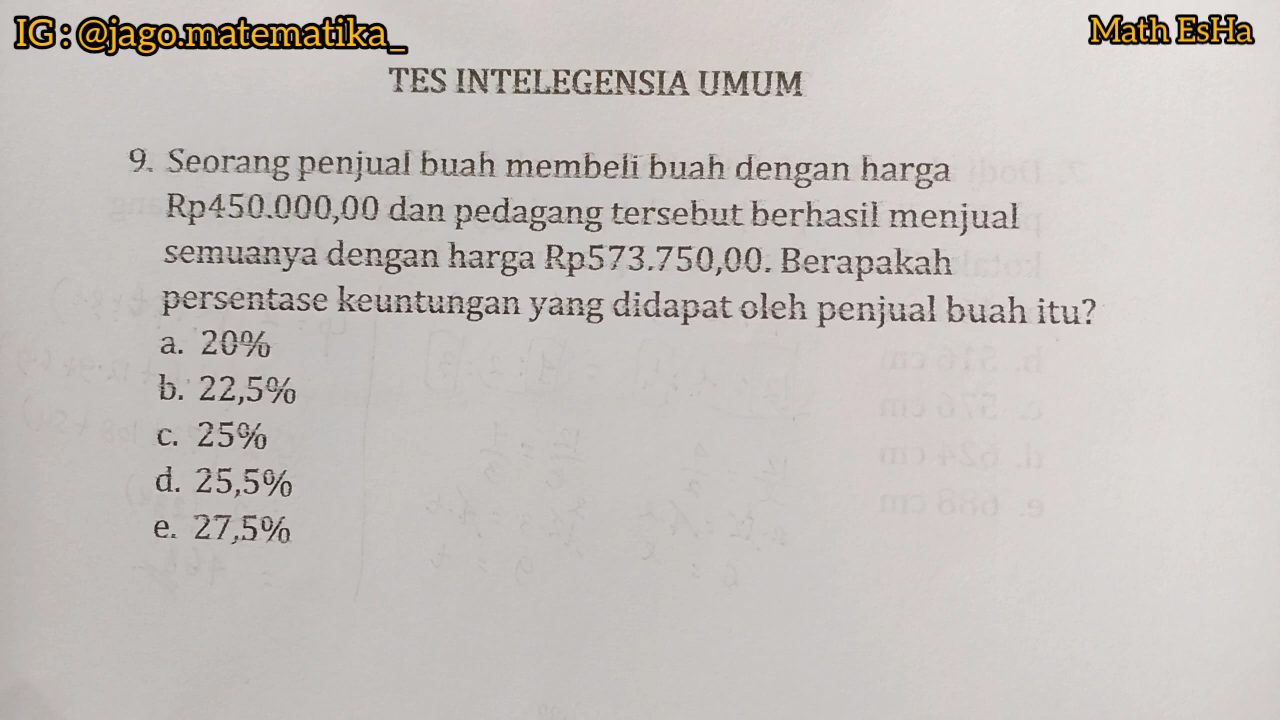 IG : @jago.matematika_
Math EsHa
TES INTELEGENSIA UMUM
9. Seorang penjual buah membeli buah dengan harga
Rp450.000,00 dan pedagang tersebut berhasil menjual
semuanya dengan harga Rp573.750,00. Berapakah
persentase keuntungan yang didapat oleh penjual buah itu?
a. 20%
b. 22,5%
c. 25%
d. 25,5%
e. 27,5%